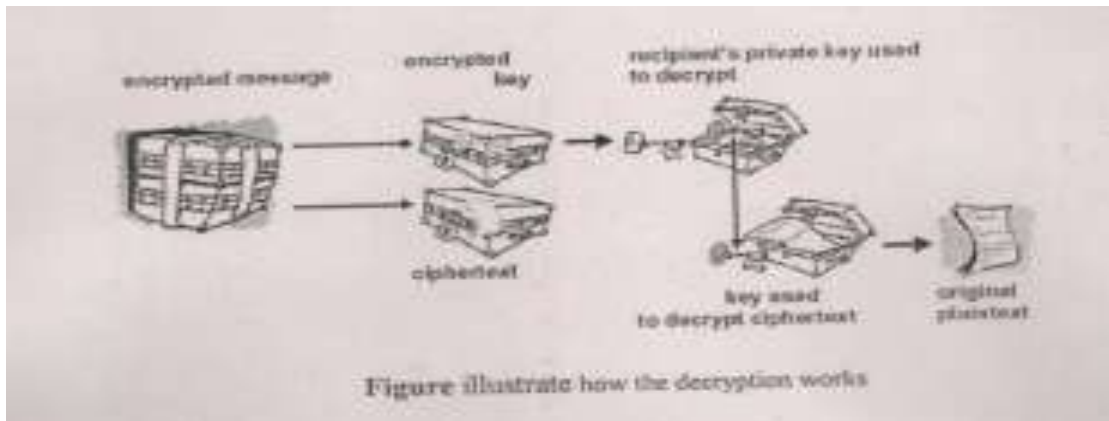 encrypted message
encrypted
key
recipient's private key used
to decrypt
ciphertext
key used
to decrypt ciphertext
original
plaintext
Figure illustrate how the decryption works